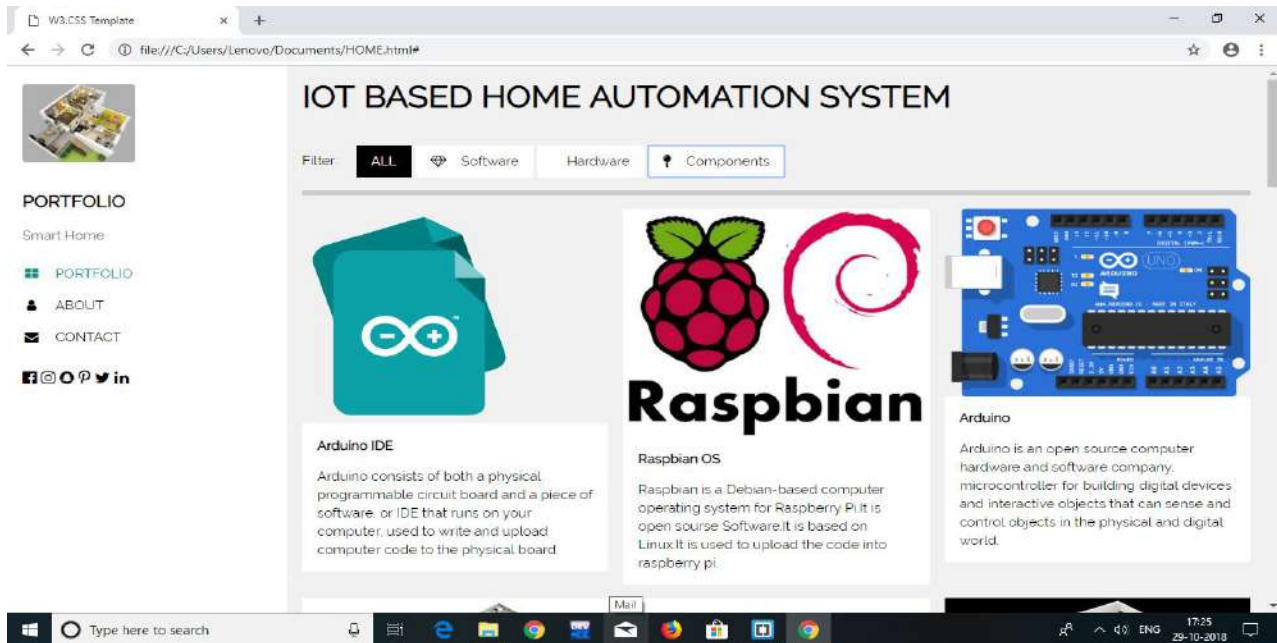 W3.CSS Template
file:///C:/Users/Lenovo/Documents/HOME.html#
PORTFOLIO
Smart Home
PORTFOLIO
ABOUT
CONTACT
IOT BASED HOME AUTOMATION SYSTEM
Filter:
ALL
Software
Hardware
Components
Arduino IDE
Arduino consists of both a physical
programmable circuit board and a piece of
software, or IDE that runs on your
computer, used to write and upload
computer code to the physical board.
Raspbian
Raspbian OS
Raspbian is a Debian-based computer
operating system for Raspberry Pi.It is
open sourse Software.It is based on
Linux.It is used to upload the code into
raspberry pi.
UNO
ARDUINO
Arduino
Arduino is an open source computer
hardware and software company,
microcontroller for building digital devices
and interactive objects that can sense and
control objects in the physical and digital
world.
Mail
Type here to search
DEV
ENG
17:25
29-10-2018